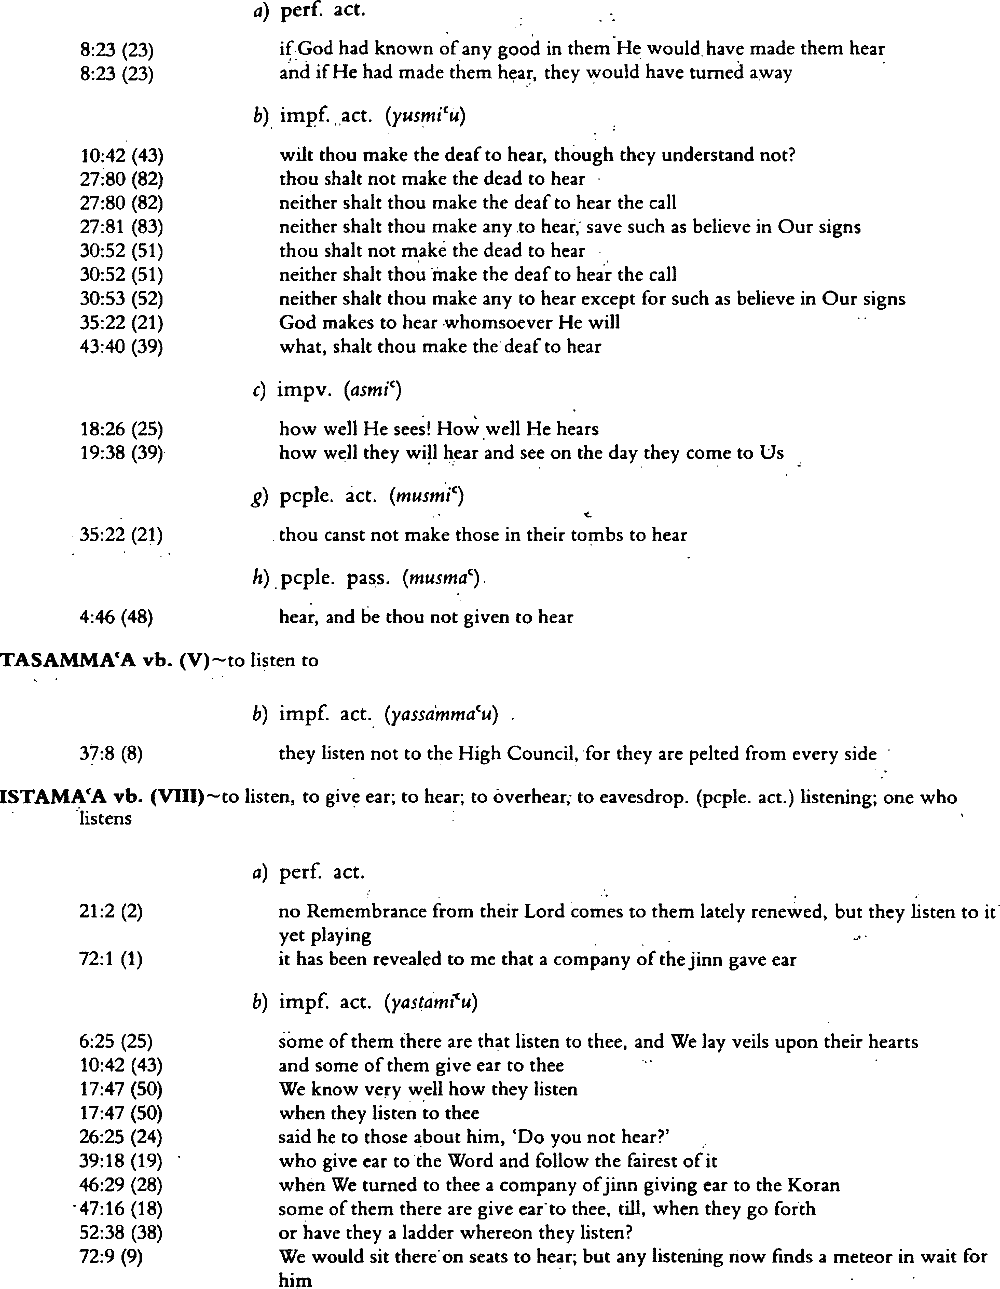 a) perf. act.
8:23 (23) if God had known of any good in them He would have made them hear
8:23 (23) and if He had made them hear, they would have turned away
b) impf. act. (yusmiʿu)
10:42 (43) wilt thou make the deaf to hear, though they understand not?
27:80 (82) thou shalt not make the dead to hear
27:80 (82) neither shalt thou make the deaf to hear the call
27:81 (83) neither shalt thou make any to hear, save such as believe in Our signs
30:52 (51) thou shalt not make the dead to hear
30:52 (51) neither shalt thou make the deaf to hear the call
30:53 (52) neither shalt thou make any to hear except for such as believe in Our signs
35:22 (21) God makes to hear whomsoever He will
43:40 (39) what, shalt thou make the deaf to hear
c) impv. (asmiʿ)
18:26 (25) how well He sees! How well He hears
19:38 (39) how well they will hear and see on the day they come to Us
g) pcple. act. (musmiʿ)
35:22 (21) thou canst not make those in their tombs to hear
h) pcple. pass. (musmaʿ)
4:46 (48) hear, and be thou not given to hear
TASAMMAʿA vb. (V)~to listen to
b) impf. act. (yassammaʿu)
37:8 (8) they listen not to the High Council, for they are pelted from every side
ISTAMAʿA vb. (VIII)~to listen, to give ear; to hear; to overhear, to eavesdrop. (pcple. act.) listening; one who
listens
a) perf. act.
21:2 (2) no Remembrance from their Lord comes to them lately renewed, but they listen to it
yet playing
72:1 (1) it has been revealed to me that a company of the jinn gave ear
b) impf. act. (yastamiʿu)
6:25 (25) some of them there are that listen to thee, and We lay veils upon their hearts
10:42 (43) and some of them give ear to thee
17:47 (50) We know very well how they listen
17:47 (50) when they listen to thee
26:25 (24) said he to those about him, 'Do you not hear?'
39:18 (19) who give ear to the Word and follow the fairest of it
46:29 (28) when We turned to thee a company of jinn giving ear to the Koran
47:16 (18) some of them there are give ear to thee, till, when they go forth
52:38 (38) or have they a ladder whereon they listen?
72:9 (9) We would sit there on seats to hear; but any listening now finds a meteor in wait for
him